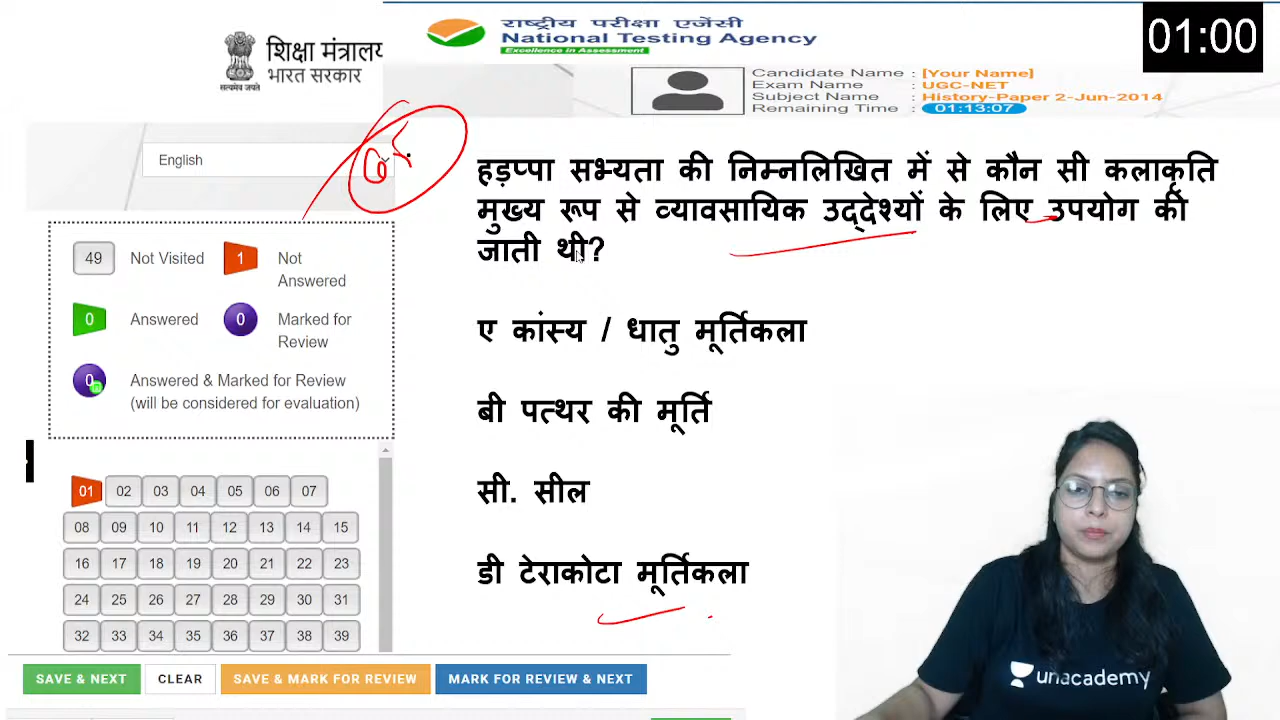 शिक्षा मंत्रालय
भारत सरकार
सत्यमेव जयते
राष्ट्रीय परीक्षा एजेंसी
National Testing Agency
Excellence in Assessment
01:00
Candidate Name : [Your Name]
Exam Name : UGC-NET
Subject Name : History-Paper 2-Jun-2014
Remaining Time : 01:13:07
English
49 Not Visited 1 Not Answered
0 Answered 0 Marked for Review
0 Answered & Marked for Review
(will be considered for evaluation)
01 02 03 04 05 06 07
08 09 10 11 12 13 14 15
16 17 18 19 20 21 22 23
24 25 26 27 28 29 30 31
32 33 34 35 36 37 38 39
हड़प्पा सभ्यता की निम्नलिखित में से कौन सी कलाकृति
मुख्य रूप से व्यावसायिक उद्देश्यों के लिए उपयोग की
जाती थी?
ए कांस्य / धातु मूर्तिकला
बी पत्थर की मूर्ति
सी. सील
डी टेराकोटा मूर्तिकला
SAVE & NEXT CLEAR SAVE & MARK FOR REVIEW MARK FOR REVIEW & NEXT
unacademy